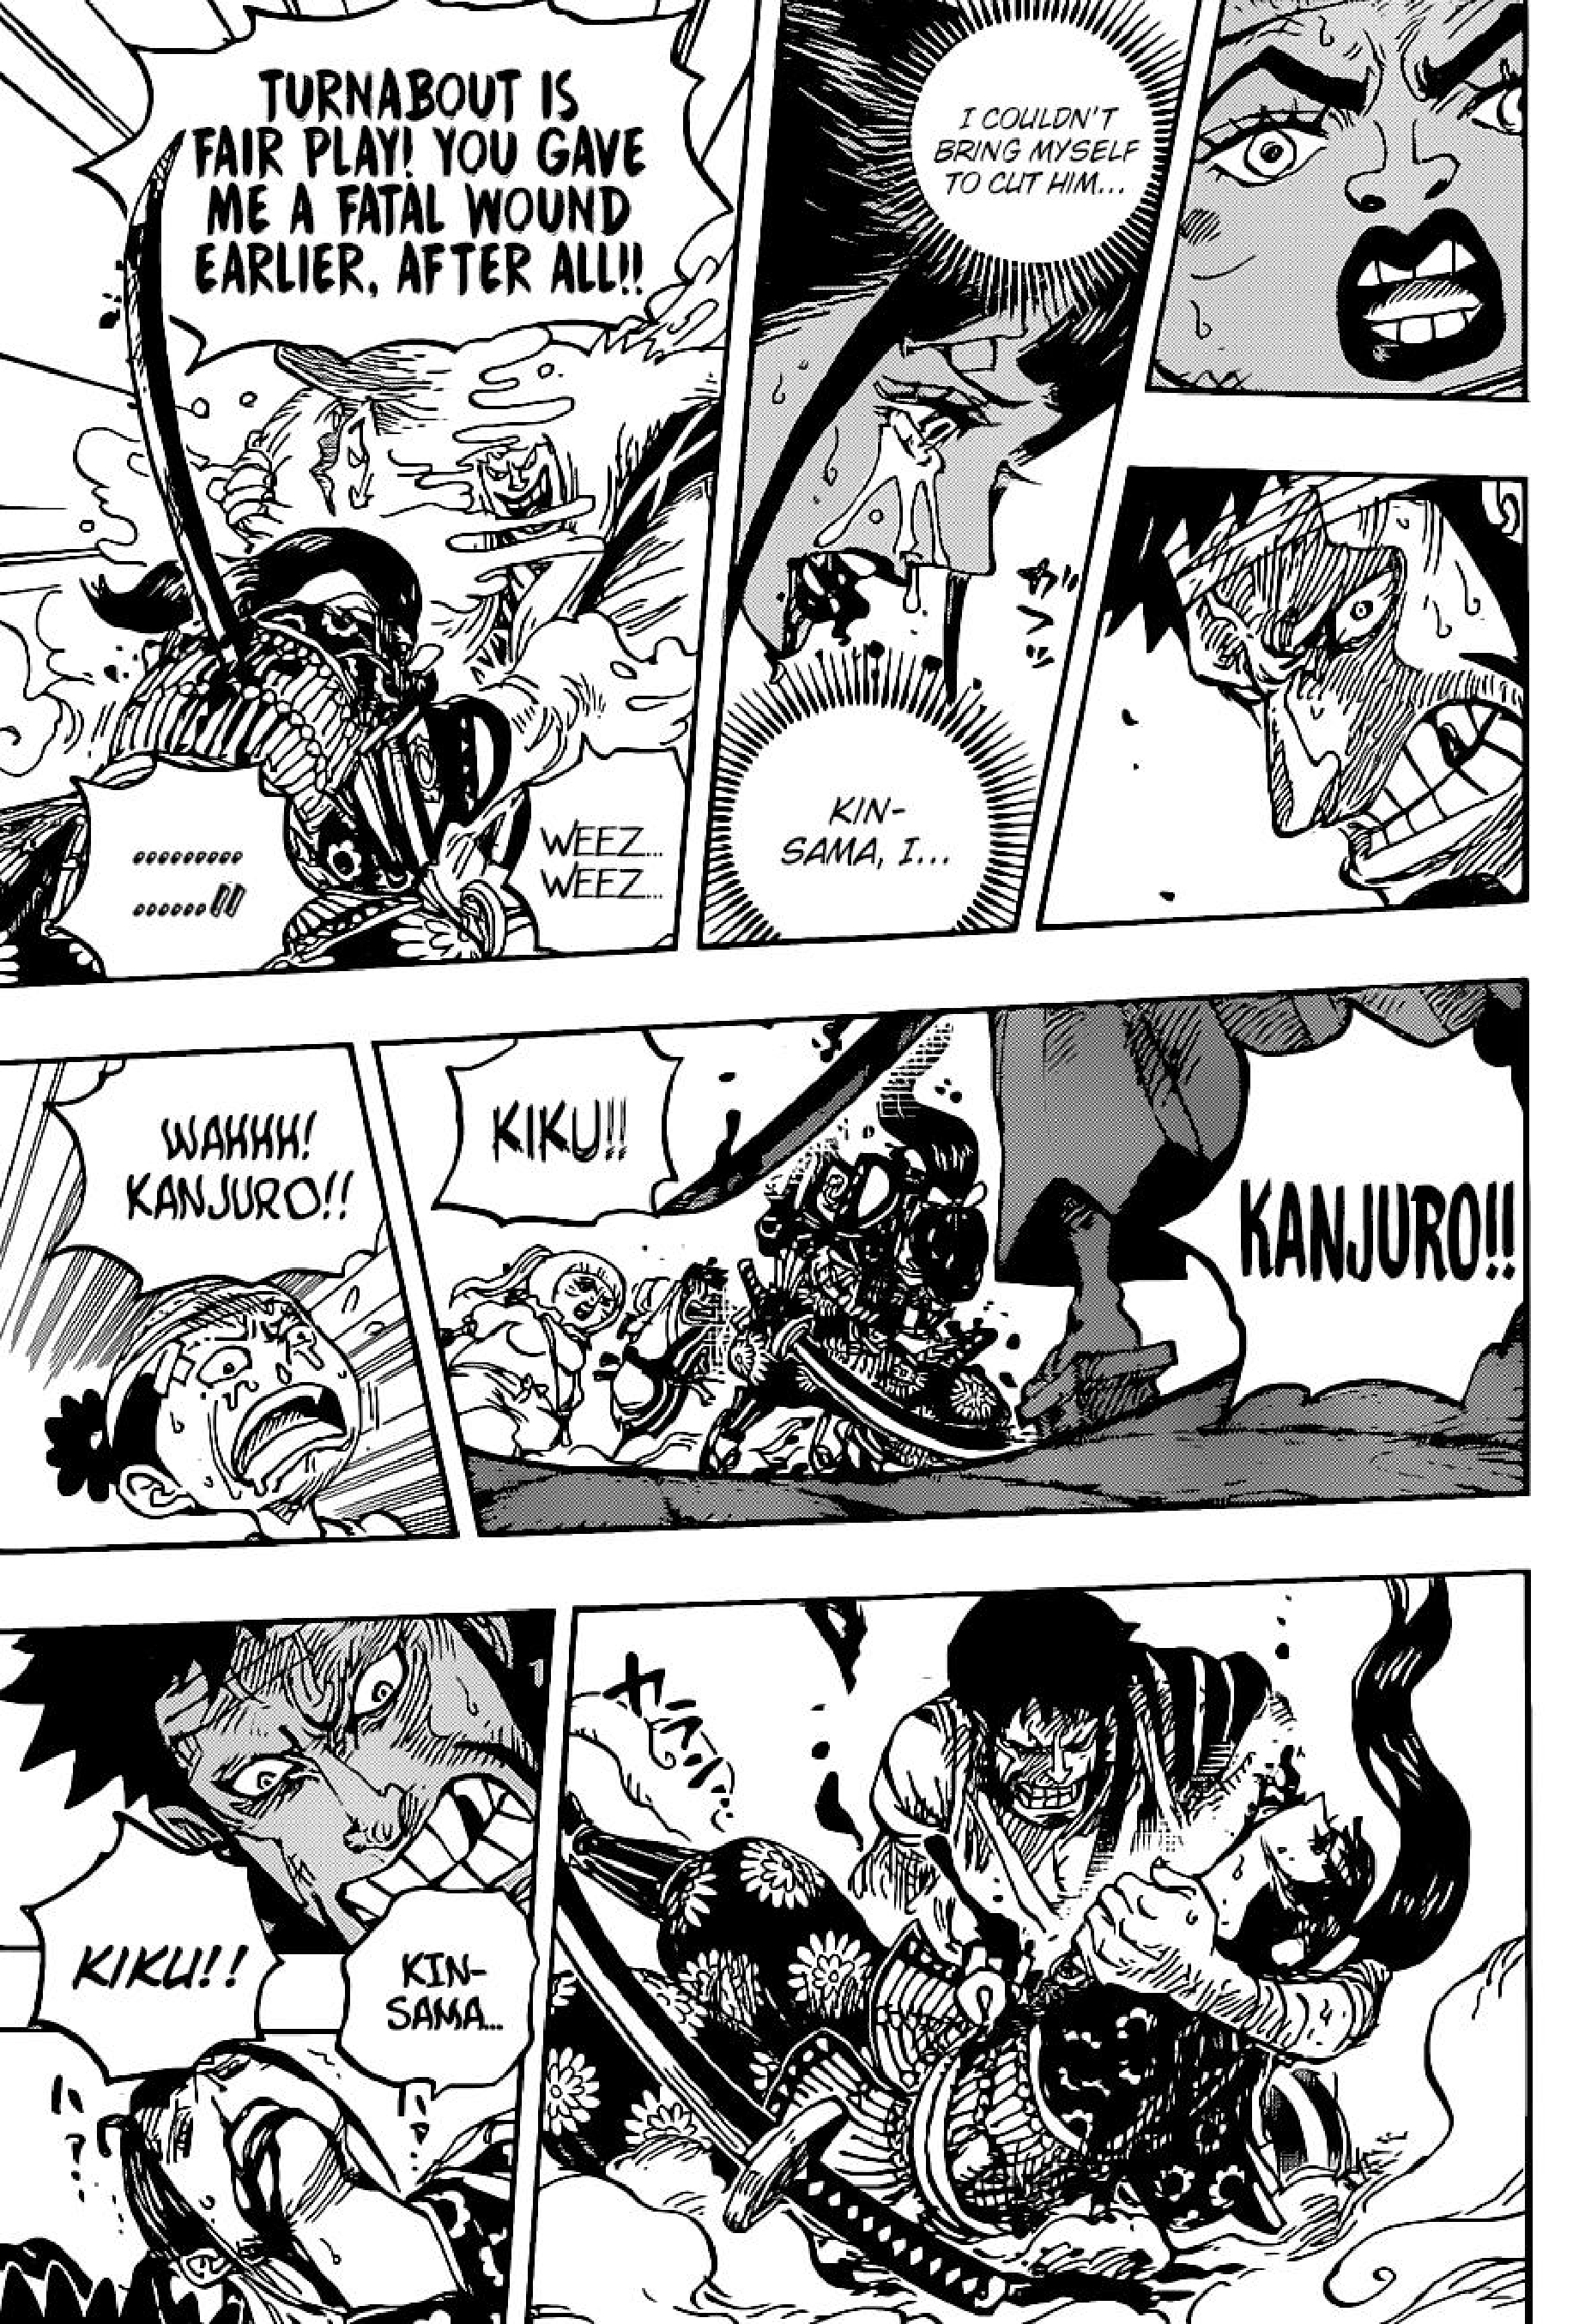 I COULDN'T
BRING MYSELF
TO CUT HIM...
KIN-
SAMA, I...
TURNABOUT IS
FAIR PLAY! YOU GAVE
ME A FATAL WOUND
EARLIER, AFTER ALL!!
WEEZ...
WEEZ...
.........
......!!
KANJURO!!
KIKU!!
WAHHH!
KANJURO!!
KIN-
SAMA...
KIKU!!